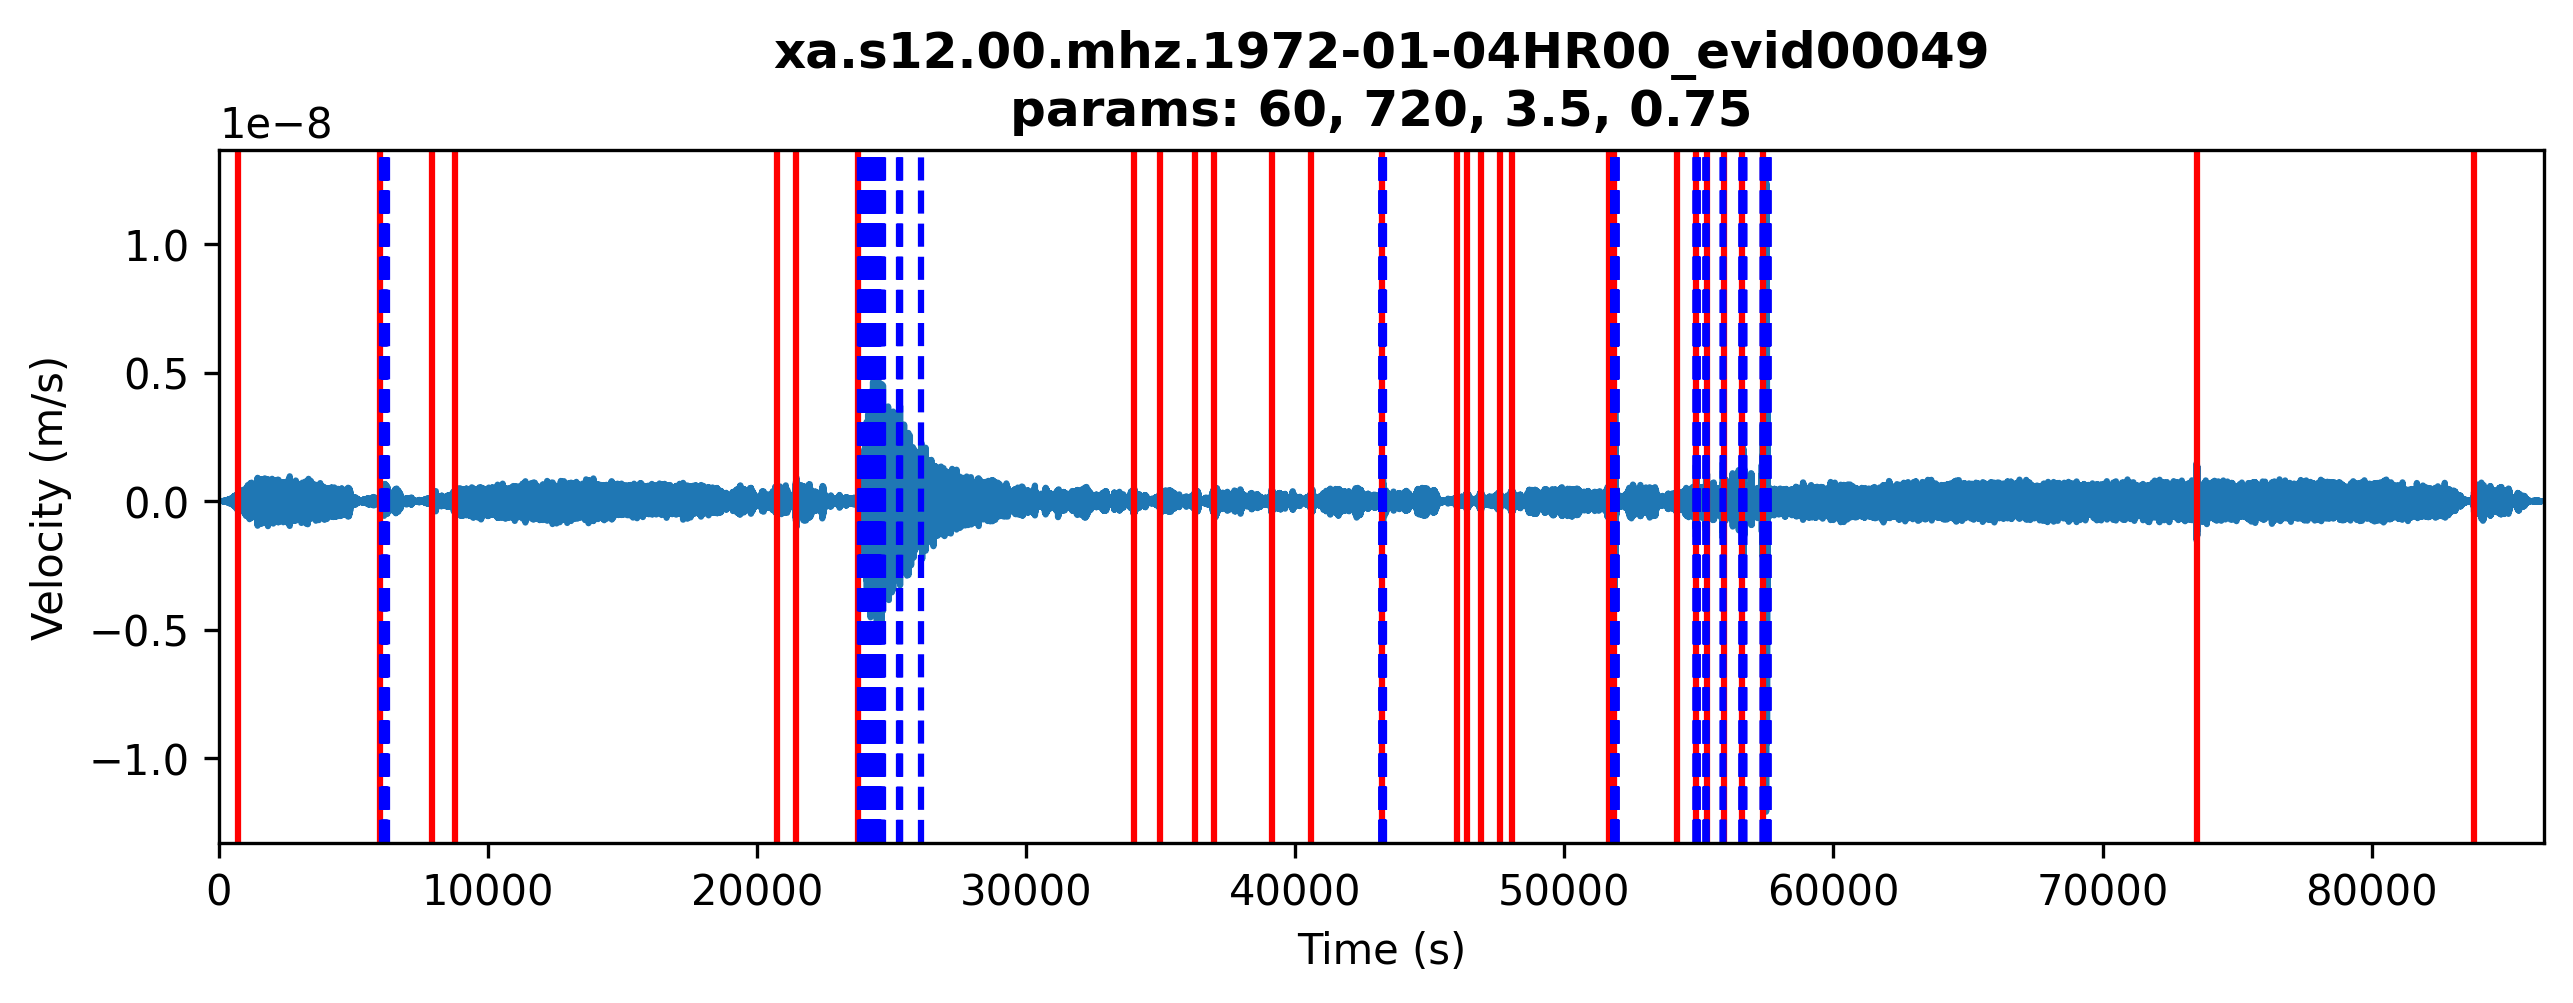 xa.s12.00.mhz.1972-01-04HR00_evid00049
params: 60, 720, 3.5, 0.75
1e−8
1.0
0.5
0.0
−0.5
−1.0
Velocity (m/s)
0 10000 20000 30000 40000 50000 60000 70000 80000
Time (s)